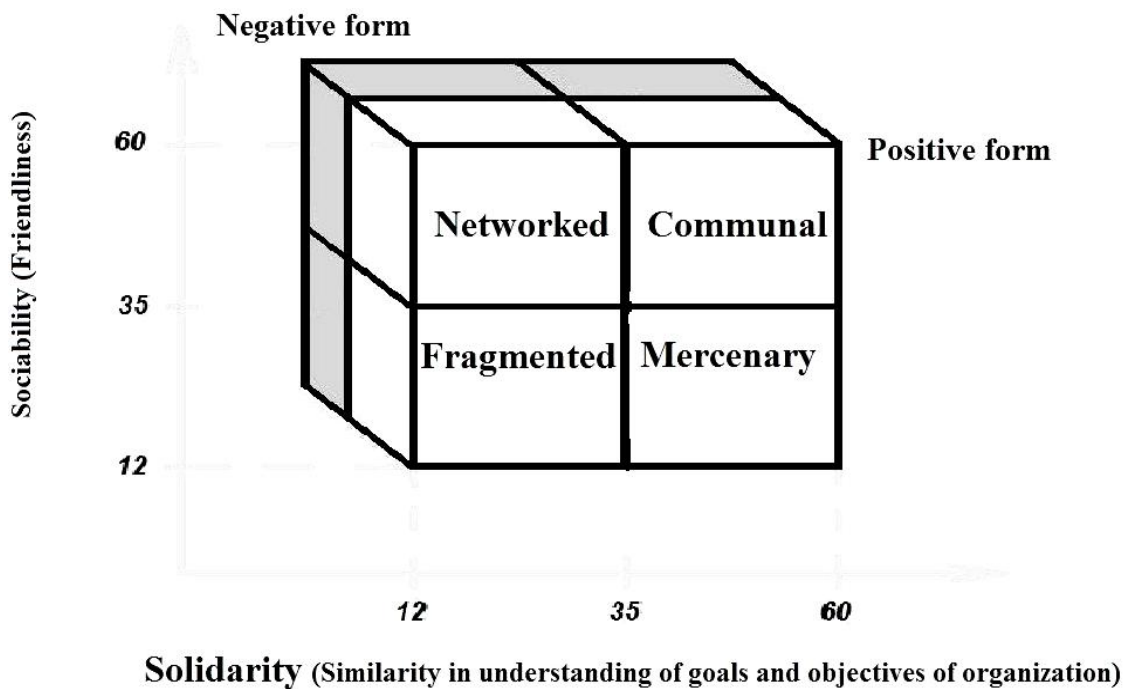 Negative form
60
Positive form
Networked
Communal
Sociability (Friendliness)
35
Fragmented
Mercenary
12
12
35
60
Solidarity (Similarity in understanding of goals and objectives of organization)